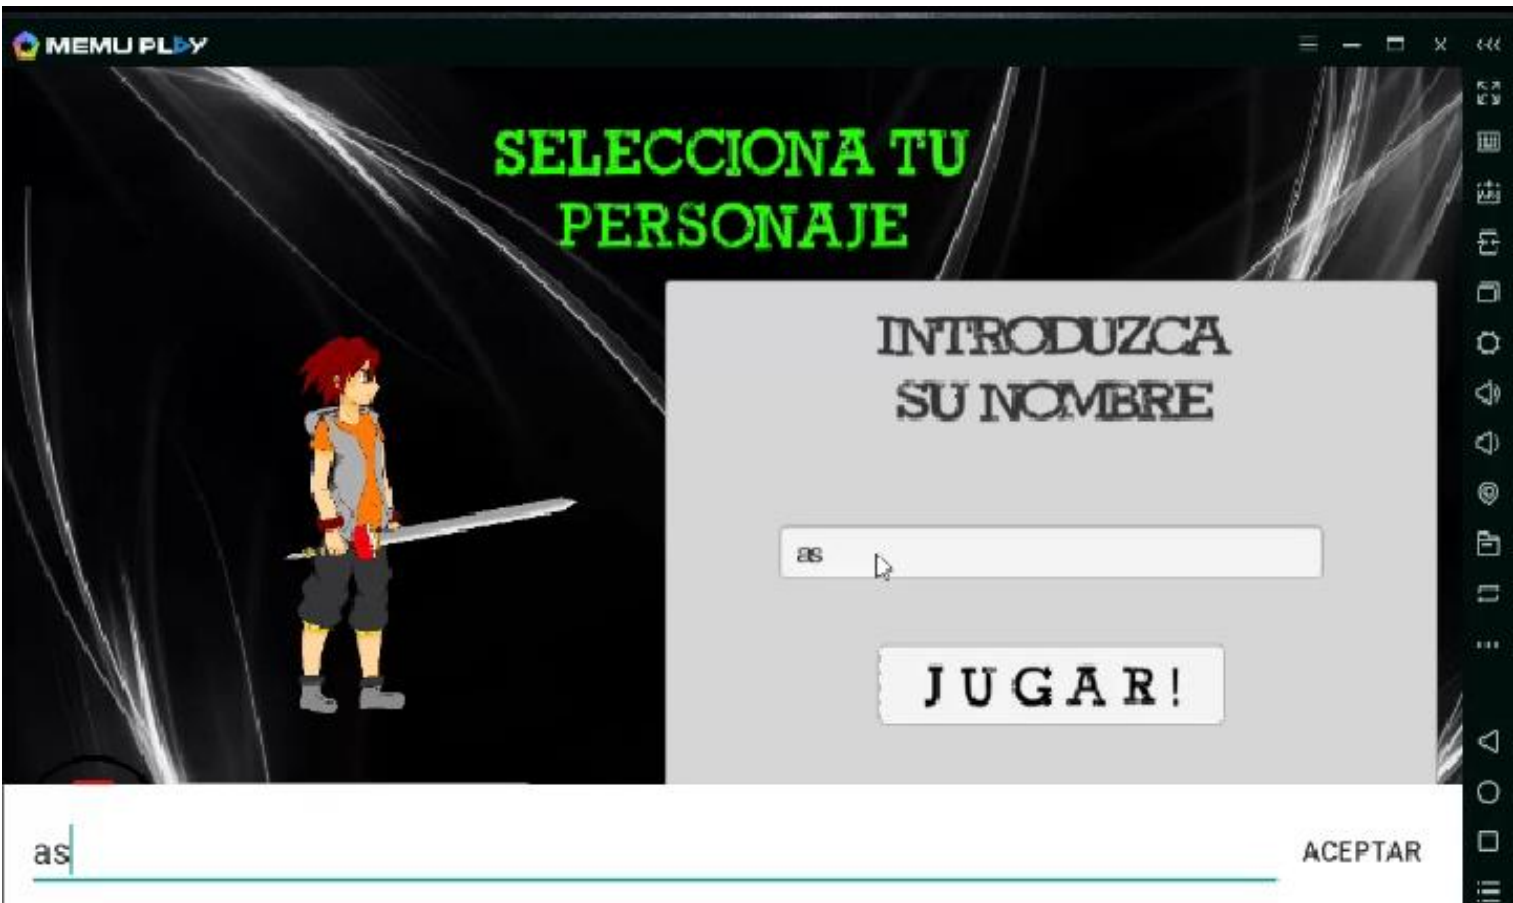 MEMU PLAY
SELECCIONA TU
PERSONAJE
INTRODUZCA
SU NOMBRE
as
JUGAR!
as
ACEPTAR